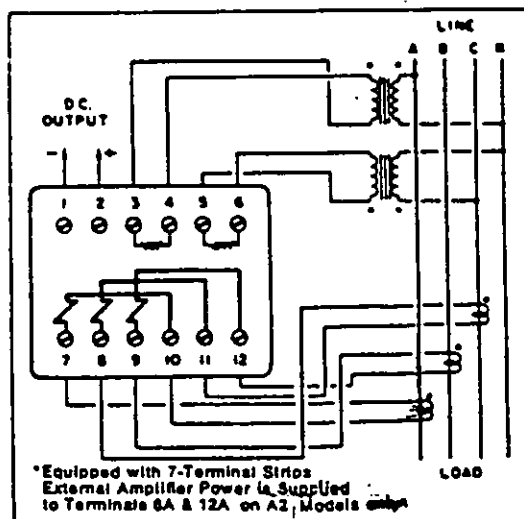 LINE
A B C N
D.C.
OUTPUT
- +
1 2 3 4 5 6
7 8 9 10 11 12
*Equipped with 7-Terminal Strips
External Amplifier Power is Supplied
to Terminals 6A & 12A on A2 Models only*
LOAD